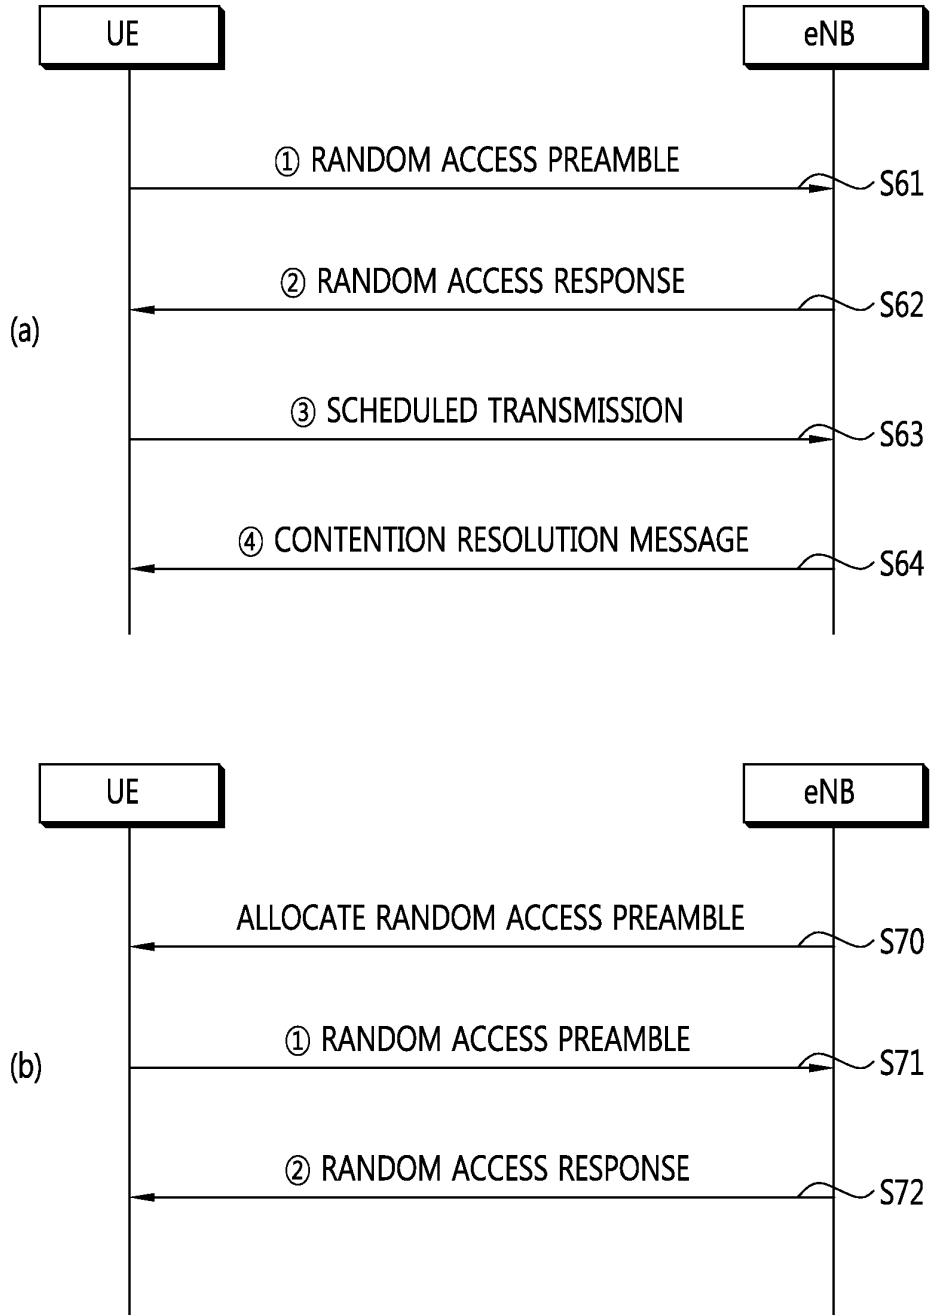 UE eNB
① RANDOM ACCESS PREAMBLE
S61
② RANDOM ACCESS RESPONSE
S62
(a)
③ SCHEDULED TRANSMISSION
S63
④ CONTENTION RESOLUTION MESSAGE
S64
UE eNB
ALLOCATE RANDOM ACCESS PREAMBLE
S70
① RANDOM ACCESS PREAMBLE
S71
(b)
② RANDOM ACCESS RESPONSE
S72